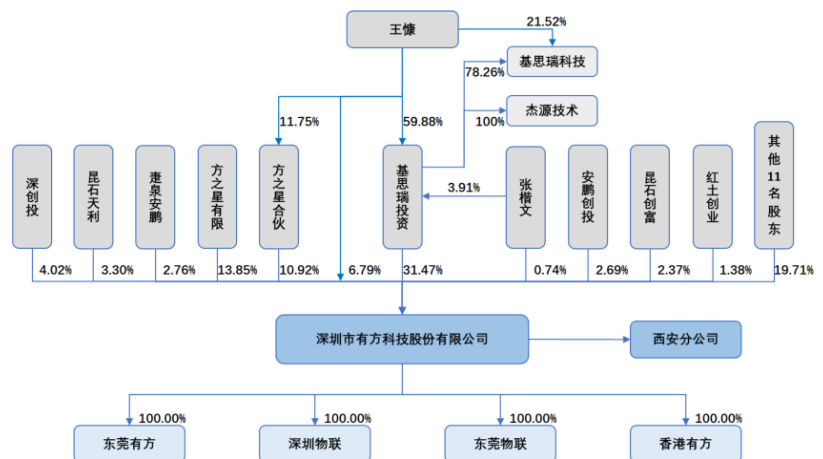 王慷
21.52%
基思瑞科技
78.26%
杰源技术
100%
11.75%
59.88%
深创投
昆石天利
疌泉安鹏
方之星有限
方之星合伙
基思瑞投资
3.91%
张楷文
安鹏创投
昆石创富
红土创业
其他11名股东
4.02%
3.30%
2.76%
13.85%
10.92%
6.79%
31.47%
0.74%
2.69%
2.37%
1.38%
19.71%
深圳市有方科技股份有限公司
西安分公司
100.00%
100.00%
100.00%
100.00%
东莞有方
深圳物联
东莞物联
香港有方